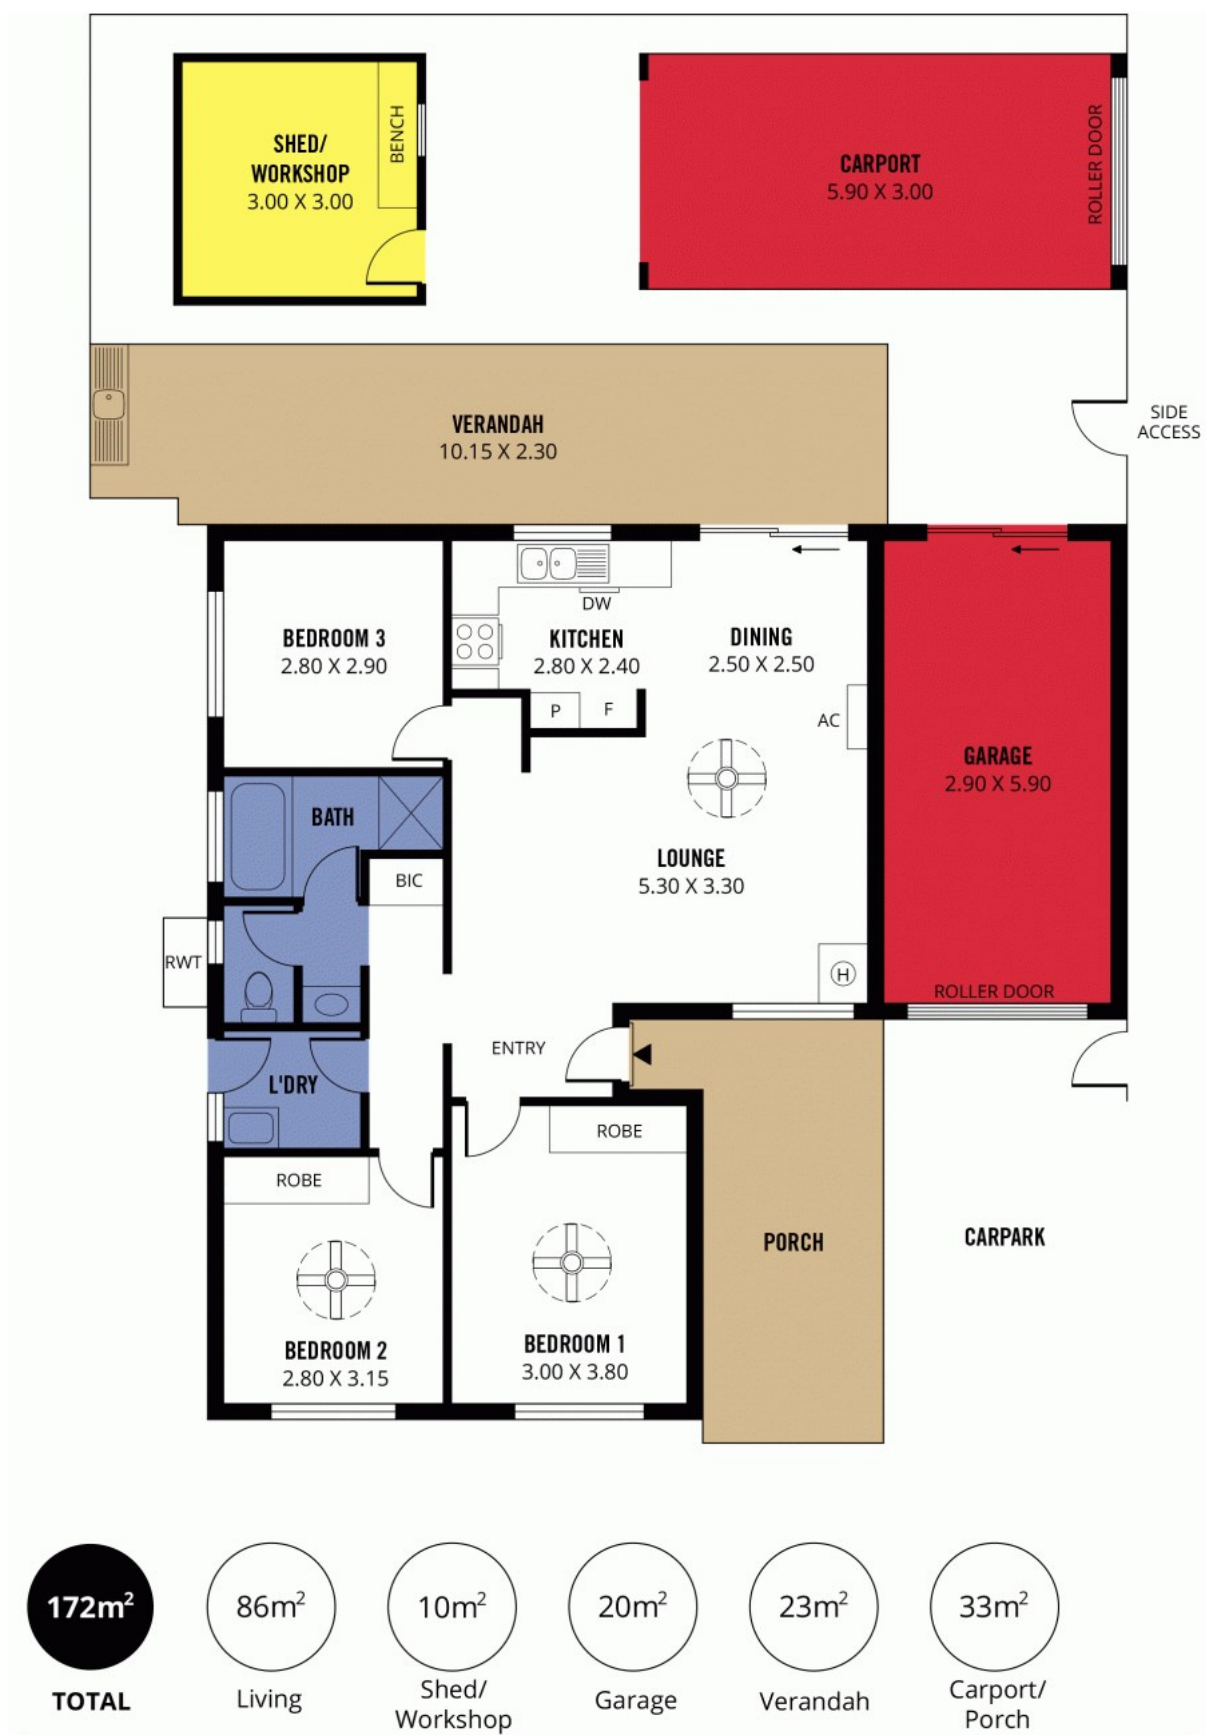 SHED/
WORKSHOP
3.00 X 3.00
BENCH
CARPORT
5.90 X 3.00
ROLLER DOOR
VERANDAH
10.15 X 2.30
SIDE
ACCESS
BEDROOM 3
2.80 X 2.90
DW
KITCHEN
2.80 X 2.40
DINING
2.50 X 2.50
P
F
AC
GARAGE
2.90 X 5.90
BATH
LOUNGE
5.30 X 3.30
BIC
RWT
H
ROLLER DOOR
ENTRY
L'DRY
ROBE
ROBE
PORCH
CARPARK
BEDROOM 2
2.80 X 3.15
BEDROOM 1
3.00 X 3.80
172m²
TOTAL
86m²
Living
10m²
Shed/
Workshop
20m²
Garage
23m²
Verandah
33m²
Carport/
Porch